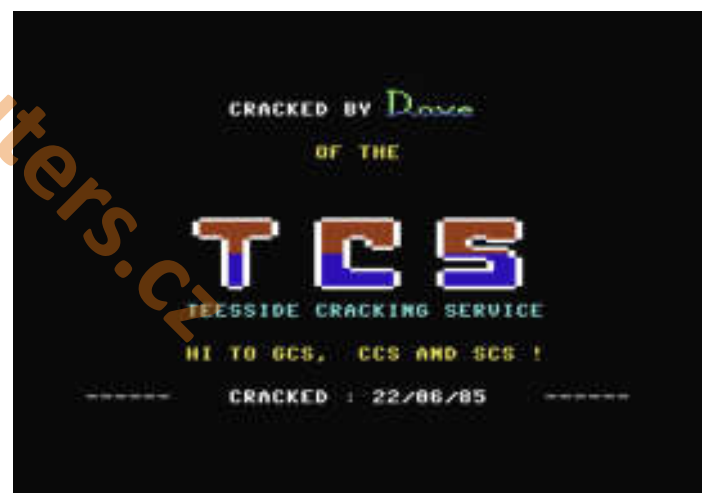 CRACKED BY Dave
OF THE
TCS
TEESSIDE CRACKING SERVICE
HI TO GCS, CCS AND SCS !
------ CRACKED : 22/06/85 ------
ters.cz